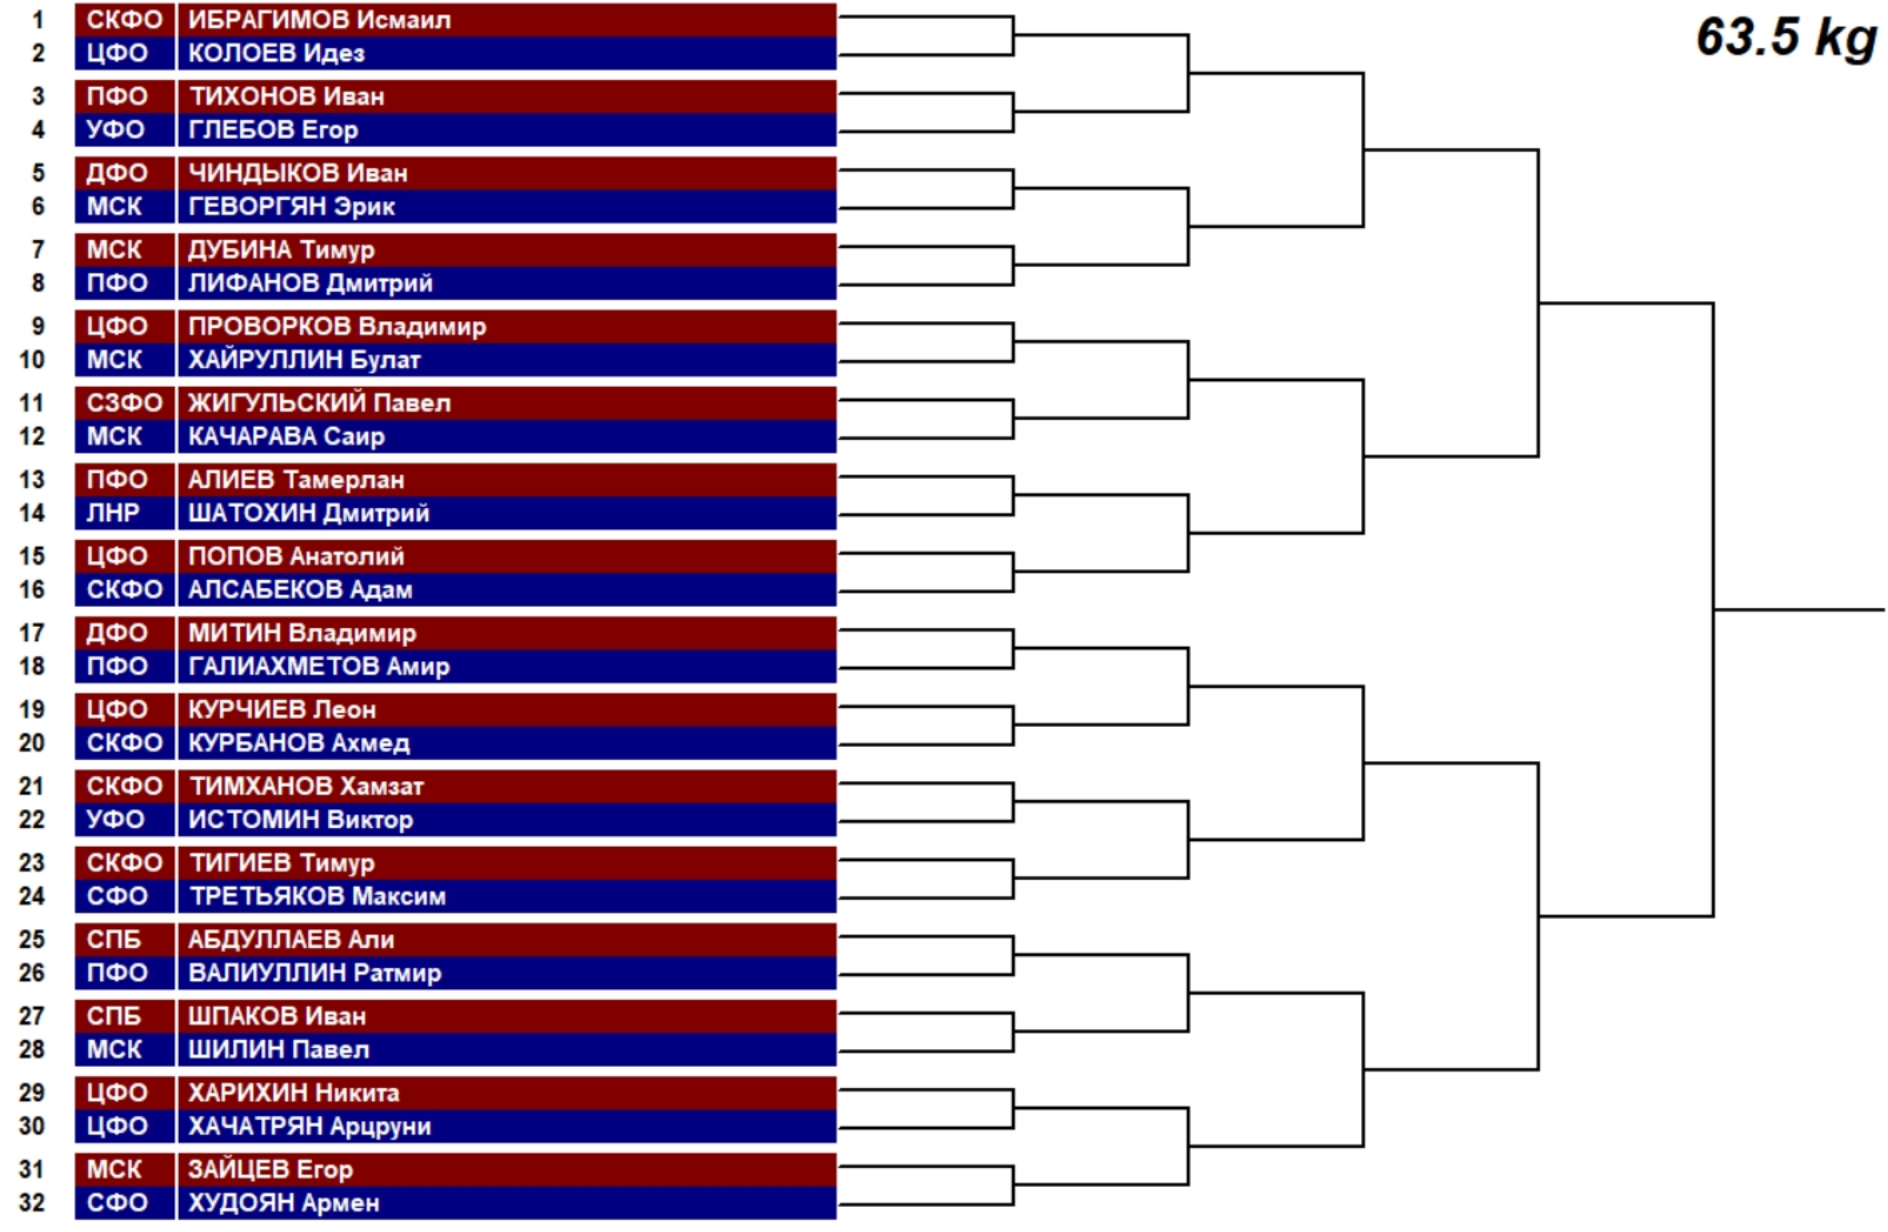 63.5 kg
1 СКФО ИБРАГИМОВ Исмаил
2 ЦФО КОЛОЕВ Идез
3 ПФО ТИХОНОВ Иван
4 УФО ГЛЕБОВ Егор
5 ДФО ЧИНДЫКОВ Иван
6 МСК ГЕВОРГЯН Эрик
7 МСК ДУБИНА Тимур
8 ПФО ЛИФАНОВ Дмитрий
9 ЦФО ПРОВОРКОВ Владимир
10 МСК ХАЙРУЛЛИН Булат
11 СЗФО ЖИГУЛЬСКИЙ Павел
12 МСК КАЧАРАВА Саир
13 ПФО АЛИЕВ Тамерлан
14 ЛНР ШАТОХИН Дмитрий
15 ЦФО ПОПОВ Анатолий
16 СКФО АЛСАБЕКОВ Адам
17 ДФО МИТИН Владимир
18 ПФО ГАЛИАХМЕТОВ Амир
19 ЦФО КУРЧИЕВ Леон
20 СКФО КУРБАНОВ Ахмед
21 СКФО ТИМХАНОВ Хамзат
22 УФО ИСТОМИН Виктор
23 СКФО ТИГИЕВ Тимур
24 СФО ТРЕТЬЯКОВ Максим
25 СПБ АБДУЛЛАЕВ Али
26 ПФО ВАЛИУЛЛИН Ратмир
27 СПБ ШПАКОВ Иван
28 МСК ШИЛИН Павел
29 ЦФО ХАРИХИН Никита
30 ЦФО ХАЧАТРЯН Арцруни
31 МСК ЗАЙЦЕВ Егор
32 СФО ХУДОЯН Армен